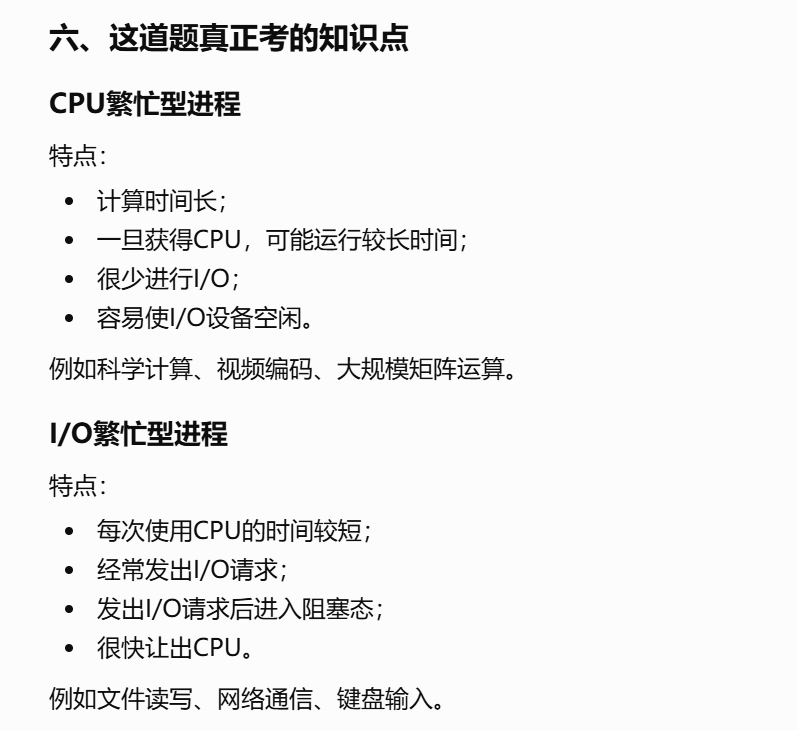 六、这道题真正考的知识点
CPU繁忙型进程
特点：
• 计算时间长；
• 一旦获得CPU，可能运行较长时间；
• 很少进行I/O；
• 容易使I/O设备空闲。
例如科学计算、视频编码、大规模矩阵运算。
I/O繁忙型进程
特点：
• 每次使用CPU的时间较短；
• 经常发出I/O请求；
• 发出I/O请求后进入阻塞态；
• 很快让出CPU。
例如文件读写、网络通信、键盘输入。